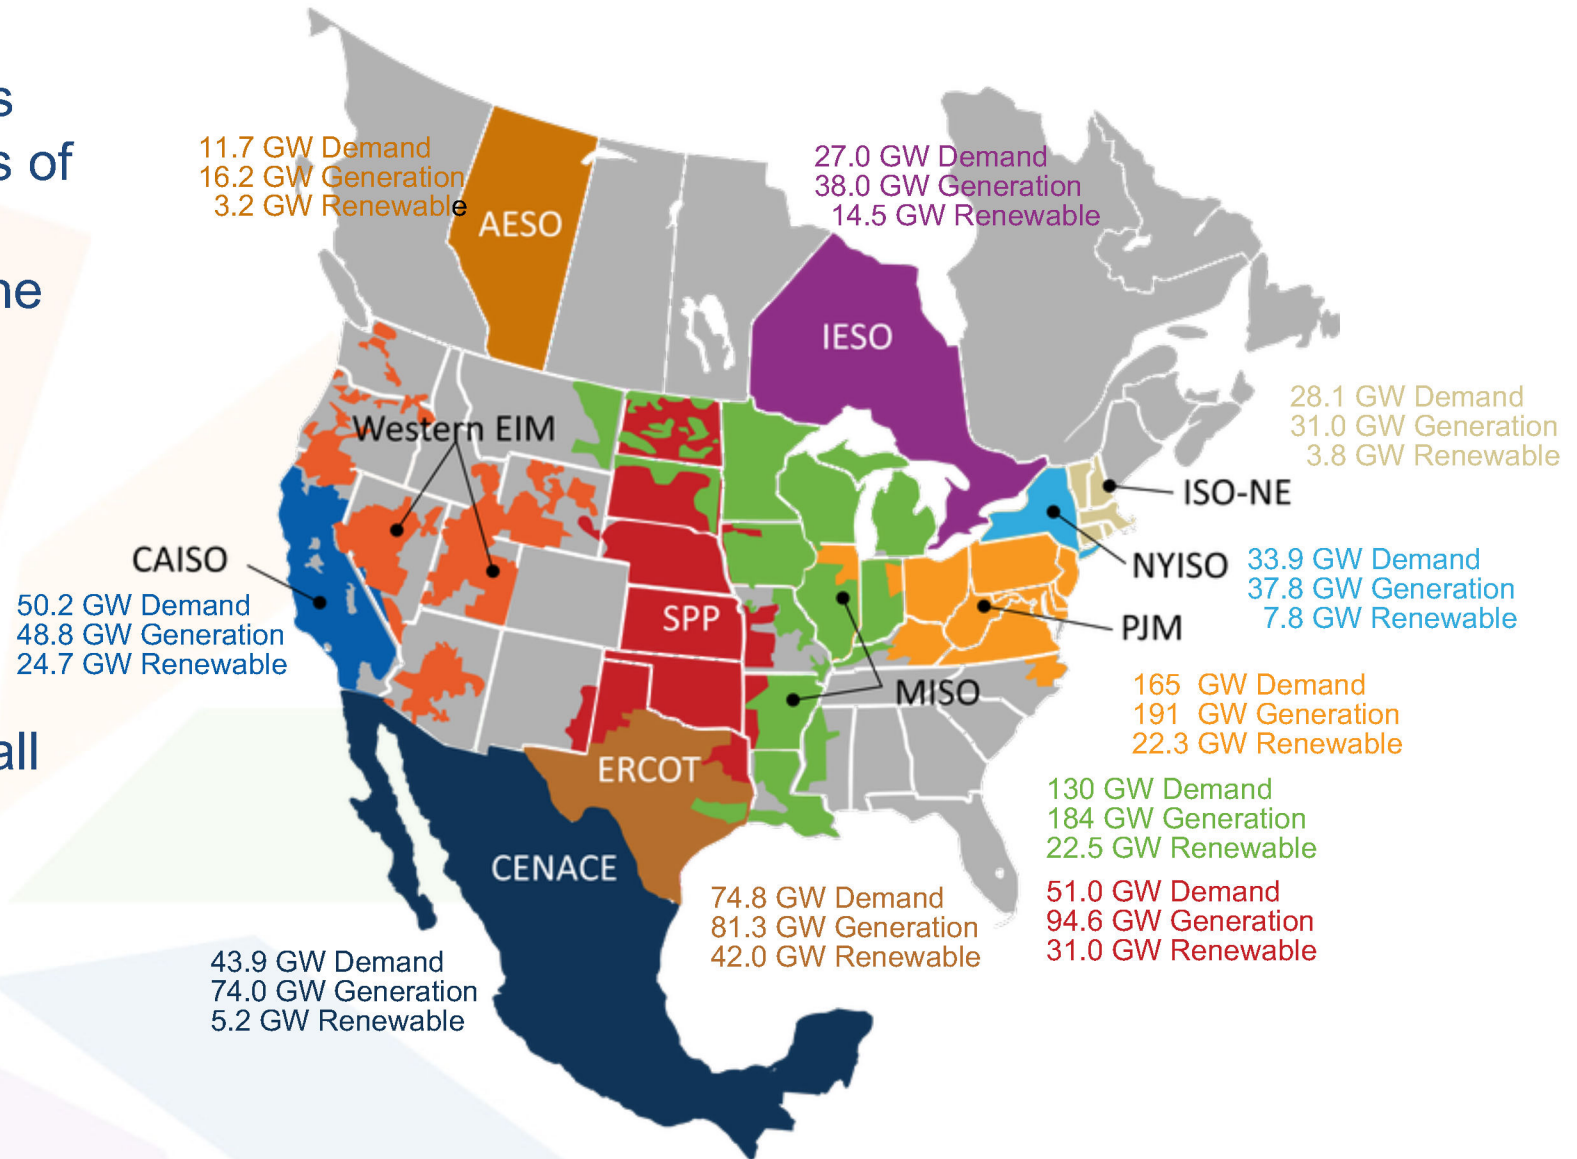 s
s of
ne
all
11.7 GW Demand
16.2 GW Generation
3.2 GW Renewable
AESO
27.0 GW Demand
38.0 GW Generation
14.5 GW Renewable
IESO
Western EIM
28.1 GW Demand
31.0 GW Generation
3.8 GW Renewable
ISO-NE
CAISO
50.2 GW Demand
48.8 GW Generation
24.7 GW Renewable
NYISO
33.9 GW Demand
37.8 GW Generation
7.8 GW Renewable
SPP
PJM
165 GW Demand
191 GW Generation
22.3 GW Renewable
MISO
130 GW Demand
184 GW Generation
22.5 GW Renewable
ERCOT
CENACE
74.8 GW Demand
81.3 GW Generation
42.0 GW Renewable
51.0 GW Demand
94.6 GW Generation
31.0 GW Renewable
43.9 GW Demand
74.0 GW Generation
5.2 GW Renewable